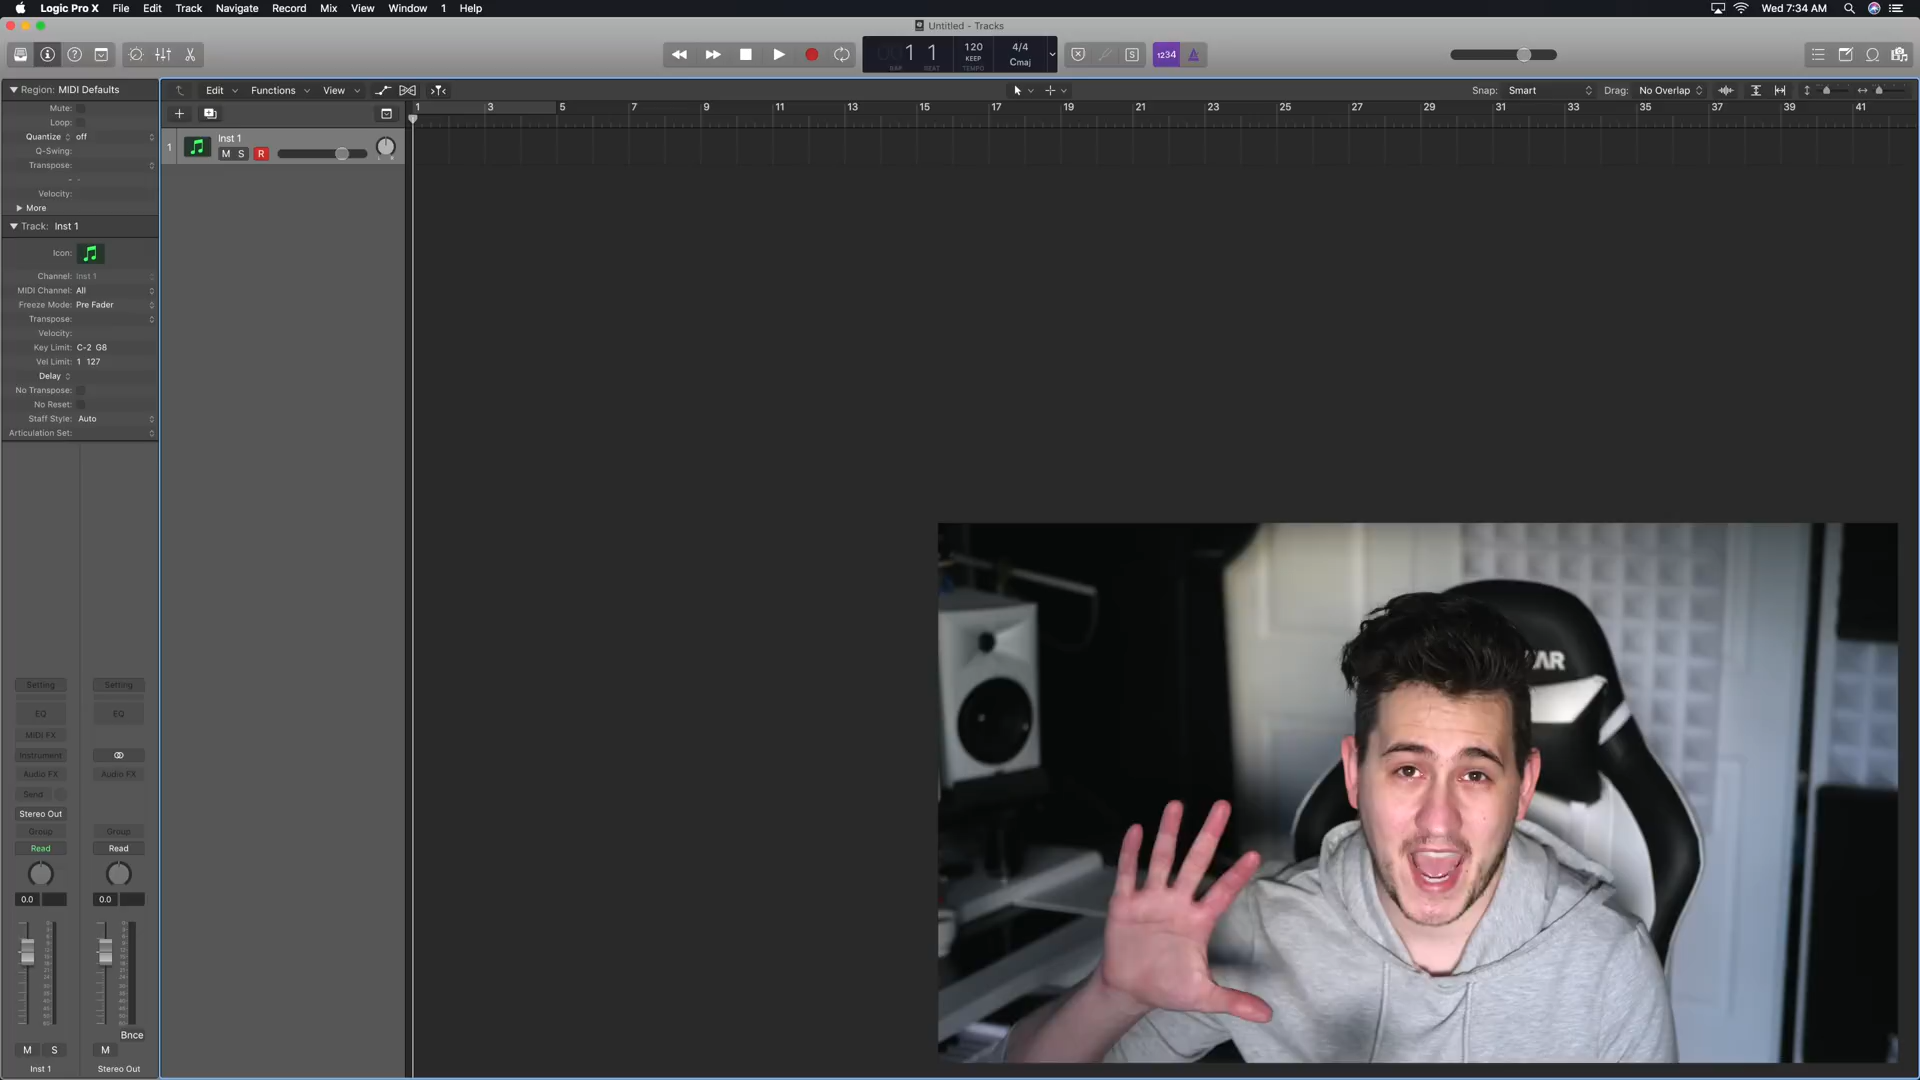 Logic Pro X File Edit Track Navigate Record Mix View Window 1 Help
Wed 7:34 AM
Untitled - Tracks
1 1
BAR BEAT
120
KEEP
TEMPO
4/4
Cmaj
1234
Region: MIDI Defaults
Mute:
Loop:
Quantize off
Q-Swing:
Transpose:
Velocity:
More
Track: Inst 1
Icon:
Channel: Inst 1
MIDI Channel: All
Freeze Mode: Pre Fader
Transpose:
Velocity:
Key Limit: C-2 G8
Vel Limit: 1 127
Delay
No Transpose:
No Reset:
Staff Style: Auto
Articulation Set:
Edit Functions View
Snap: Smart
Drag: No Overlap
1 3 5 7 9 11 13 15 17 19 21 23 25 27 29 31 33 35 37 39 41
1
Inst 1
M S R
Setting Setting
EQ EQ
MIDI FX
Instrument
Audio FX Audio FX
Send
Stereo Out
Group Group
Read Read
0.0 0.0
Bnce
M S M
Inst 1 Stereo Out